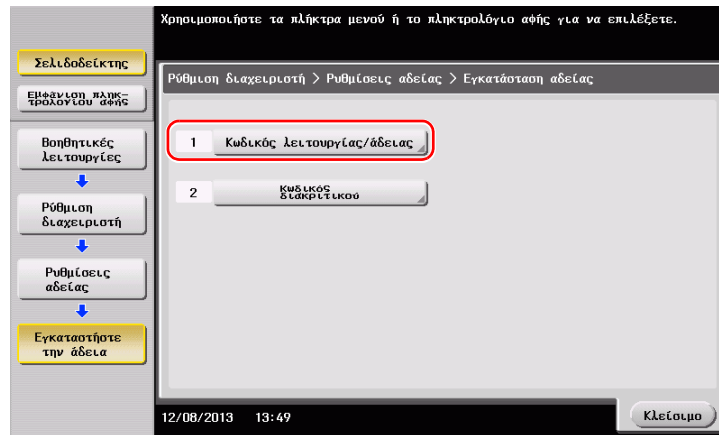 Χρησιμοποιήστε τα πλήκτρα μενού ή το πληκτρολόγιο αφής για να επιλέξετε.
Σελιδοδείκτης
Εμφάνιση πληκ-
τρολογίου αφής
Βοηθητικές
λειτουργίες
Ρύθμιση
διαχειριστή
Ρυθμίσεις
αδείας
Εγκαταστήστε
την άδεια
Ρύθμιση διαχειριστή > Ρυθμίσεις αδείας > Εγκατάσταση αδείας
1 Κωδικός λειτουργίας/άδειας
2 Κωδικός
διακριτικού
12/08/2013 13:49
Κλείσιμο